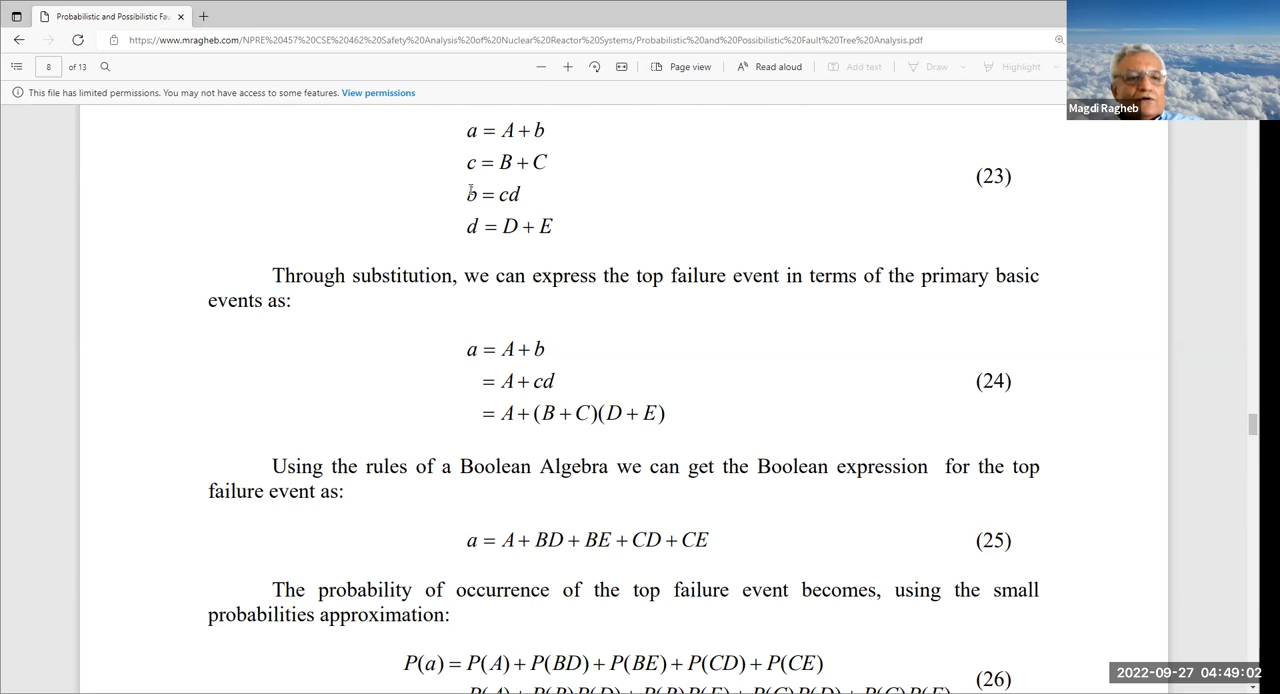 Probabilistic and Possibilistic Fau
https://www.mragheb.com/NPRE%20457%20CSE%20462%20Safety%20Analysis%20of%20Nuclear%20Reactor%20Systems/Probabilistic%20and%20Possibilistic%20Fault%20Tree%20Analysis.pdf
8 of 13 Page view Read aloud Add text Draw Highlight
This file has limited permissions. You may not have access to some features. View permissions
Magdi Ragheb
a = A + b
c = B + C
(23)
b = cd
d = D + E
Through substitution, we can express the top failure event in terms of the primary basic
events as:
a = A + b
= A + cd (24)
= A + (B + C)(D + E)
Using the rules of a Boolean Algebra we can get the Boolean expression for the top
failure event as:
a = A + BD + BE + CD + CE (25)
The probability of occurrence of the top failure event becomes, using the small
probabilities approximation:
P(a) = P(A) + P(BD) + P(BE) + P(CD) + P(CE)
(26)
2022-09-27 04:49:02